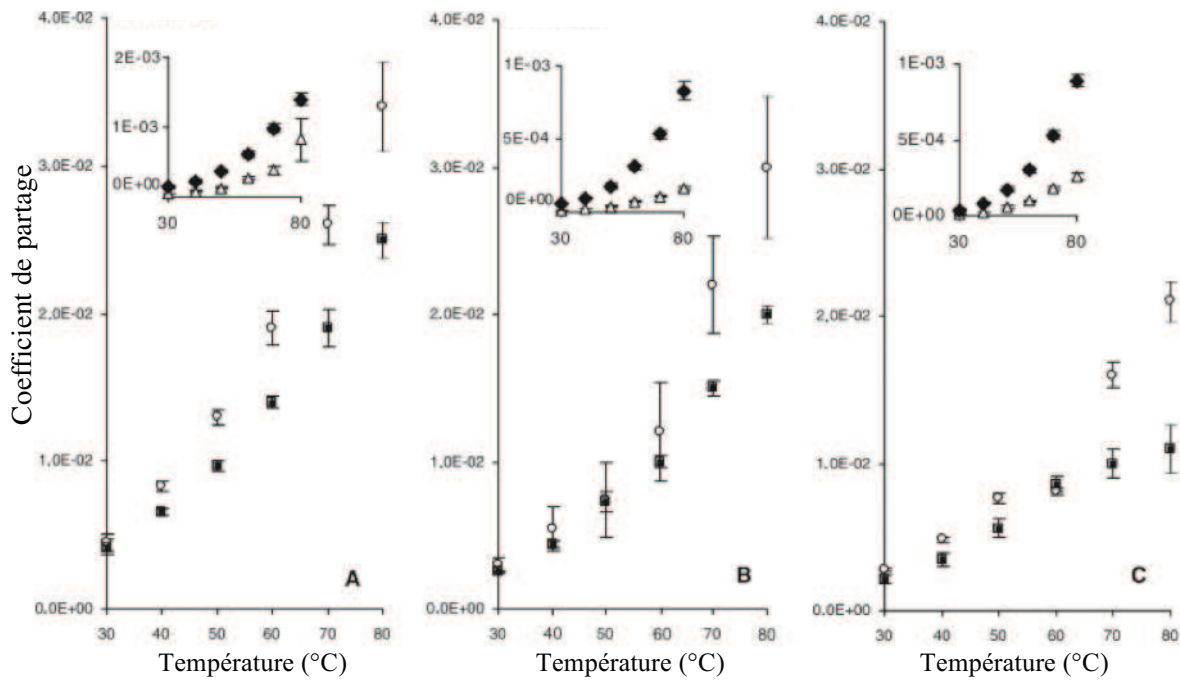 4.0E-02
3.0E-02
2.0E-02
1.0E-02
0.0E+00
2E-03
1E-03
0E+00
30 80
A
30 40 50 60 70 80
Température (°C)
Coefficient de partage
4.0E-02
3.0E-02
2.0E-02
1.0E-02
0.0E+00
1E-03
5E-04
0E+00
30 80
B
30 40 50 60 70 80
Température (°C)
4.0E-02
3.0E-02
2,0E-02
1.0E-02
0.0E+00
1E-03
5E-04
0E+00
30 80
C
30 40 50 60 70 80
Température (°C)